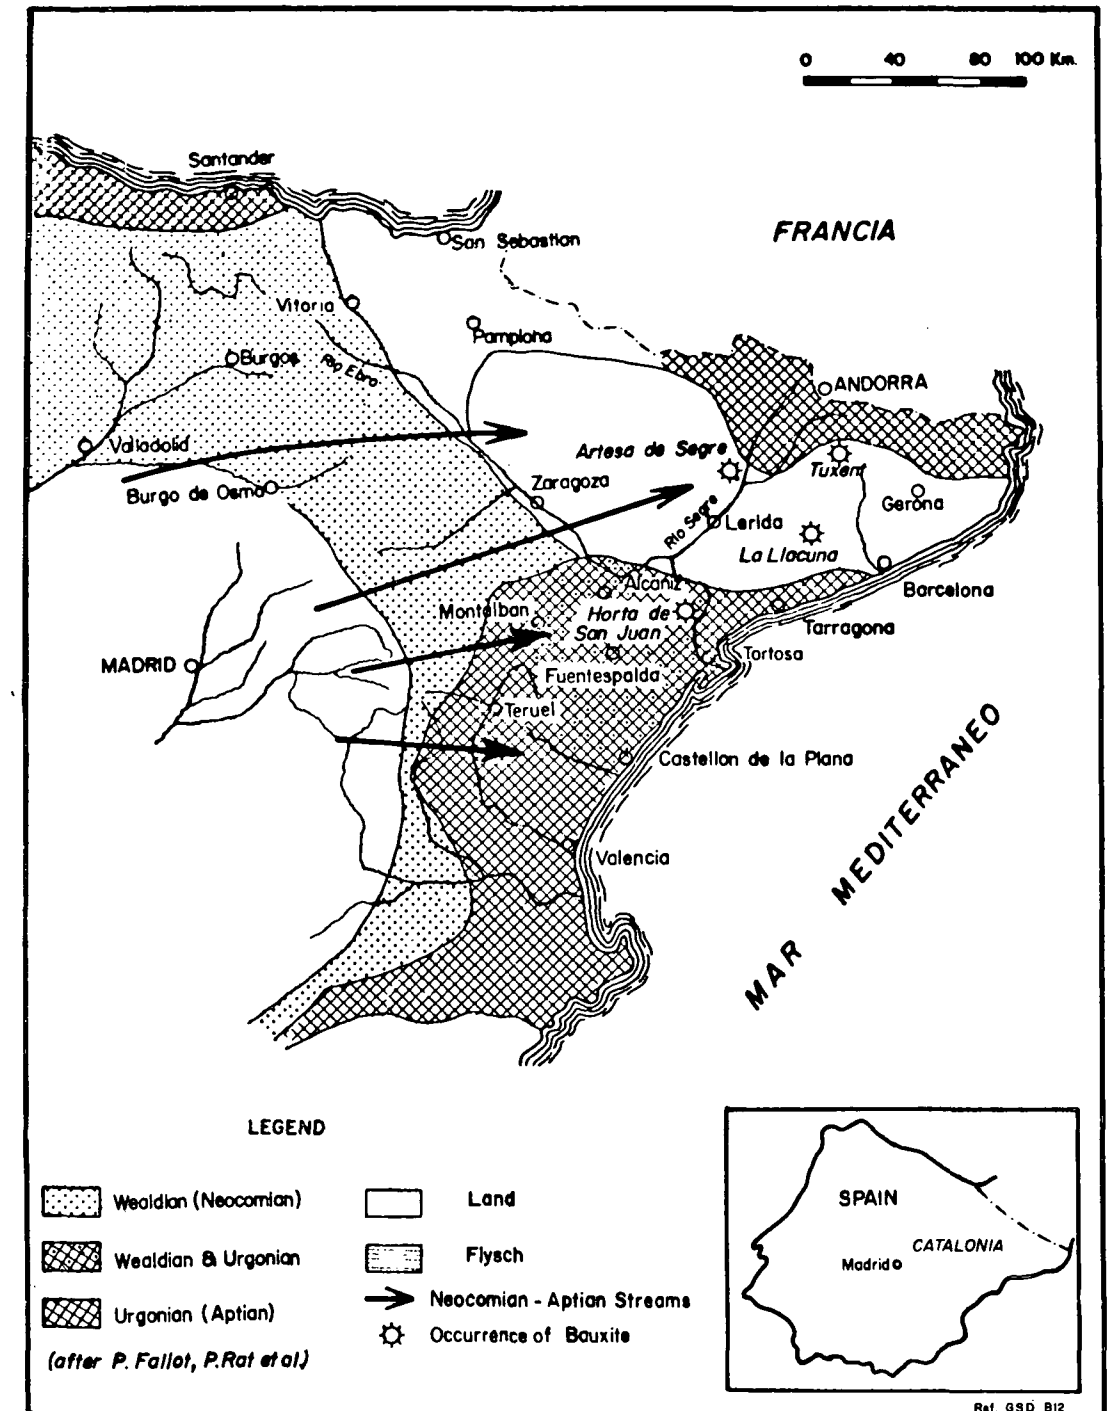 0 40 80 100 Km.
Santander
FRANCIA
San Sebastian
Vitoria
Pamplona
Burgos
Rio Ebro
ANDORRA
Valladolid
Artesa de Segre
Tuxent
Burgo de Osma
Zaragoza
Gerona
Rio Segre
Lerida
La Llacuna
Alcañiz
Barcelona
Montalban
Horta de
San Juan
Tarragona
MADRID
Tortosa
Fuentespalda
Teruel
Castellon de la Plana
Valencia
MAR MEDITERRANEO
LEGEND
Wealdian (Neocomian)
Wealdian & Urgonian
Urgonian (Aptian)
(after P. Fallot, P. Rat et al.)
Land
Flysch
Neocomian - Aptian Streams
Occurrence of Bauxite
SPAIN
CATALONIA
Madrid
Ref. GSD B12